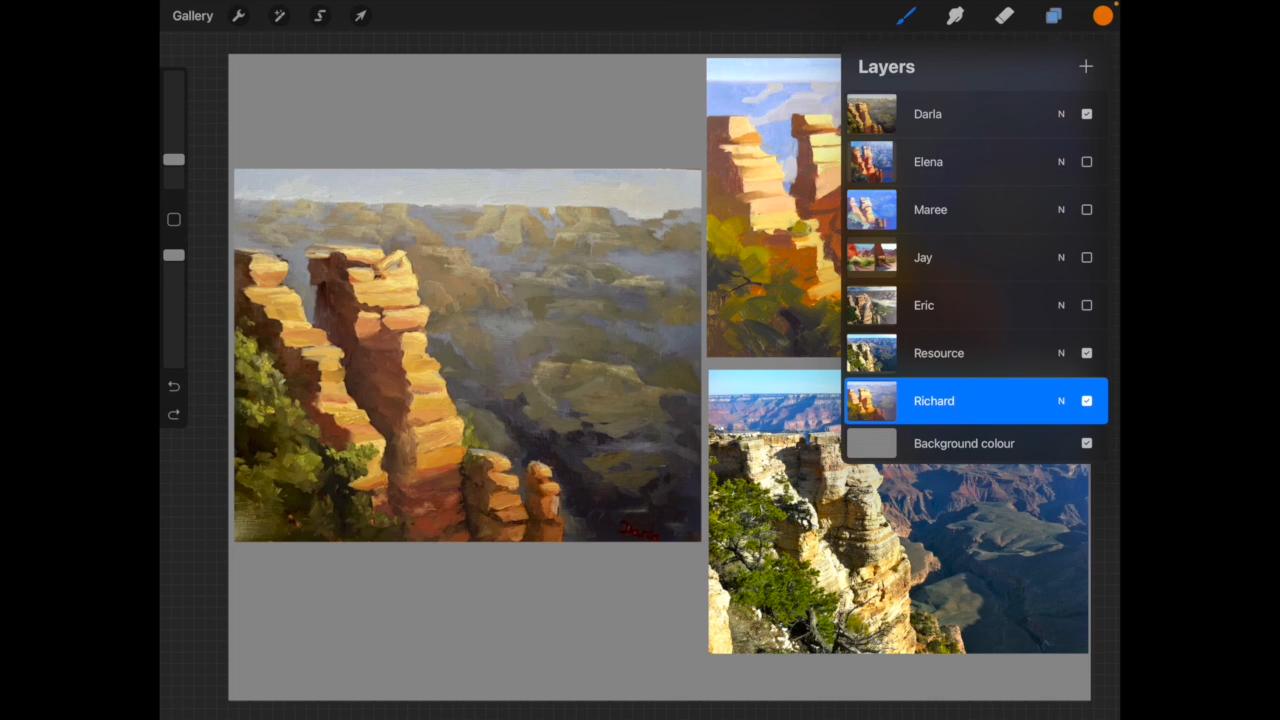 Gallery
Layers
Darla N
Elena N
Maree N
Jay N
Eric N
Resource N
Richard N
Background colour